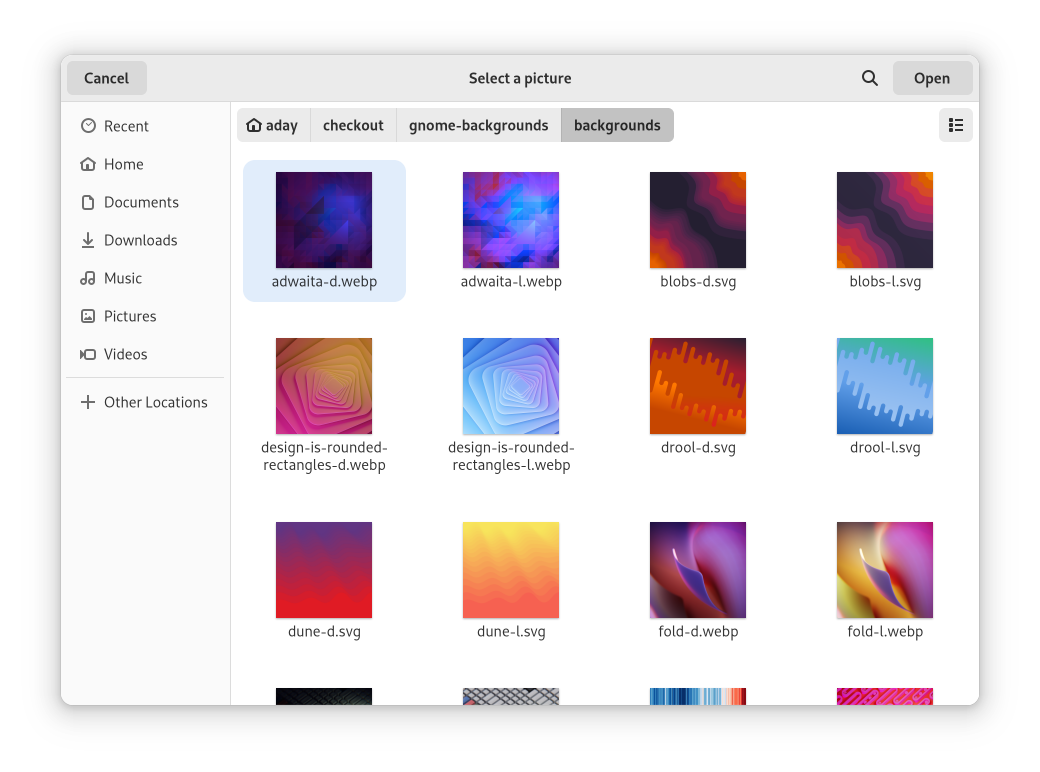 Cancel
Select a picture
Open
Recent
Home
Documents
Downloads
Music
Pictures
Videos
Other Locations
aday
checkout
gnome-backgrounds
backgrounds
adwaita-d.webp
adwaita-l.webp
blobs-d.svg
blobs-l.svg
design-is-rounded-
rectangles-d.webp
design-is-rounded-
rectangles-l.webp
drool-d.svg
drool-l.svg
dune-d.svg
dune-l.svg
fold-d.webp
fold-l.webp